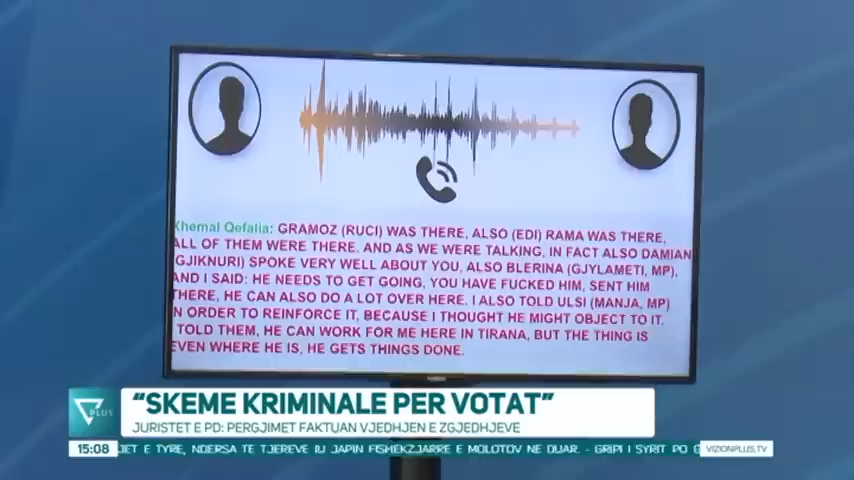 Xhemal Qefalia: GRAMOZ (RUCI) WAS THERE, ALSO (EDI) RAMA WAS THERE,
ALL OF THEM WERE THERE. AND AS WE WERE TALKING, IN FACT ALSO DAMIAN
(GJIKNURI) SPOKE VERY WELL ABOUT YOU, ALSO BLERINA (GJYLAMETI, MP),
AND I SAID: HE NEEDS TO GET GOING, YOU HAVE FUCKED HIM, SENT HIM
THERE, HE CAN ALSO DO A LOT OVER HERE. I ALSO TOLD ULSI (MANJA, MP)
IN ORDER TO REINFORCE IT, BECAUSE I THOUGHT HE MIGHT OBJECT TO IT.
I TOLD THEM, HE CAN WORK FOR ME HERE IN TIRANA, BUT THE THING IS
EVEN WHERE HE IS, HE GETS THINGS DONE.
PLUS
"SKEME KRIMINALE PER VOTAT"
JURISTET E PD: PERGJIMET FAKTUAN VJEDHJEN E ZGJEDHJEVE
15:08 JET E TYRE, NDERSA TE TJEREVE IU JAPIN FISHEKZJARRE E MOLOTOV NE DUAR. - GRIPI I SYRIT PO VIZIONPLUS.TV